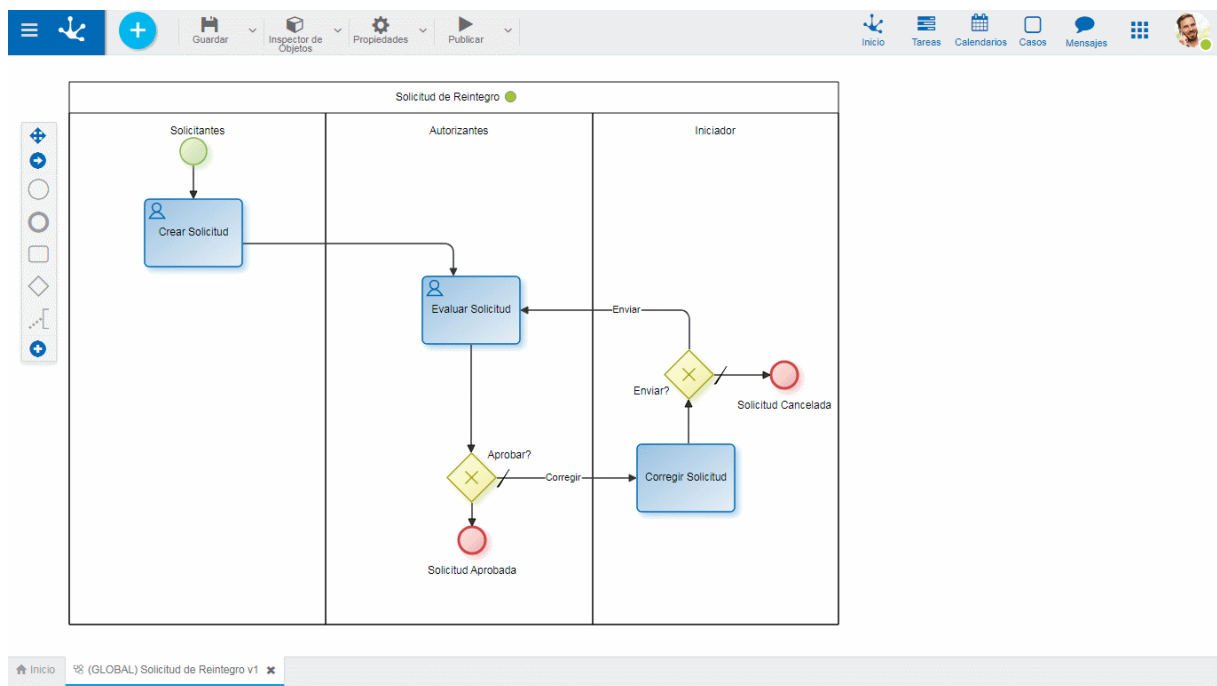 Guardar
Inspector de
Objetos
Propiedades
Publicar
Inicio
Tareas
Calendarios
Casos
Mensajes
Solicitud de Reintegro
Solicitantes
Autorizantes
Iniciador
Crear Solicitud
Evaluar Solicitud
Enviar
Enviar?
Solicitud Cancelada
Aprobar?
Corregir
Corregir Solicitud
Solicitud Aprobada
Inicio
(GLOBAL) Solicitud de Reintegro v1